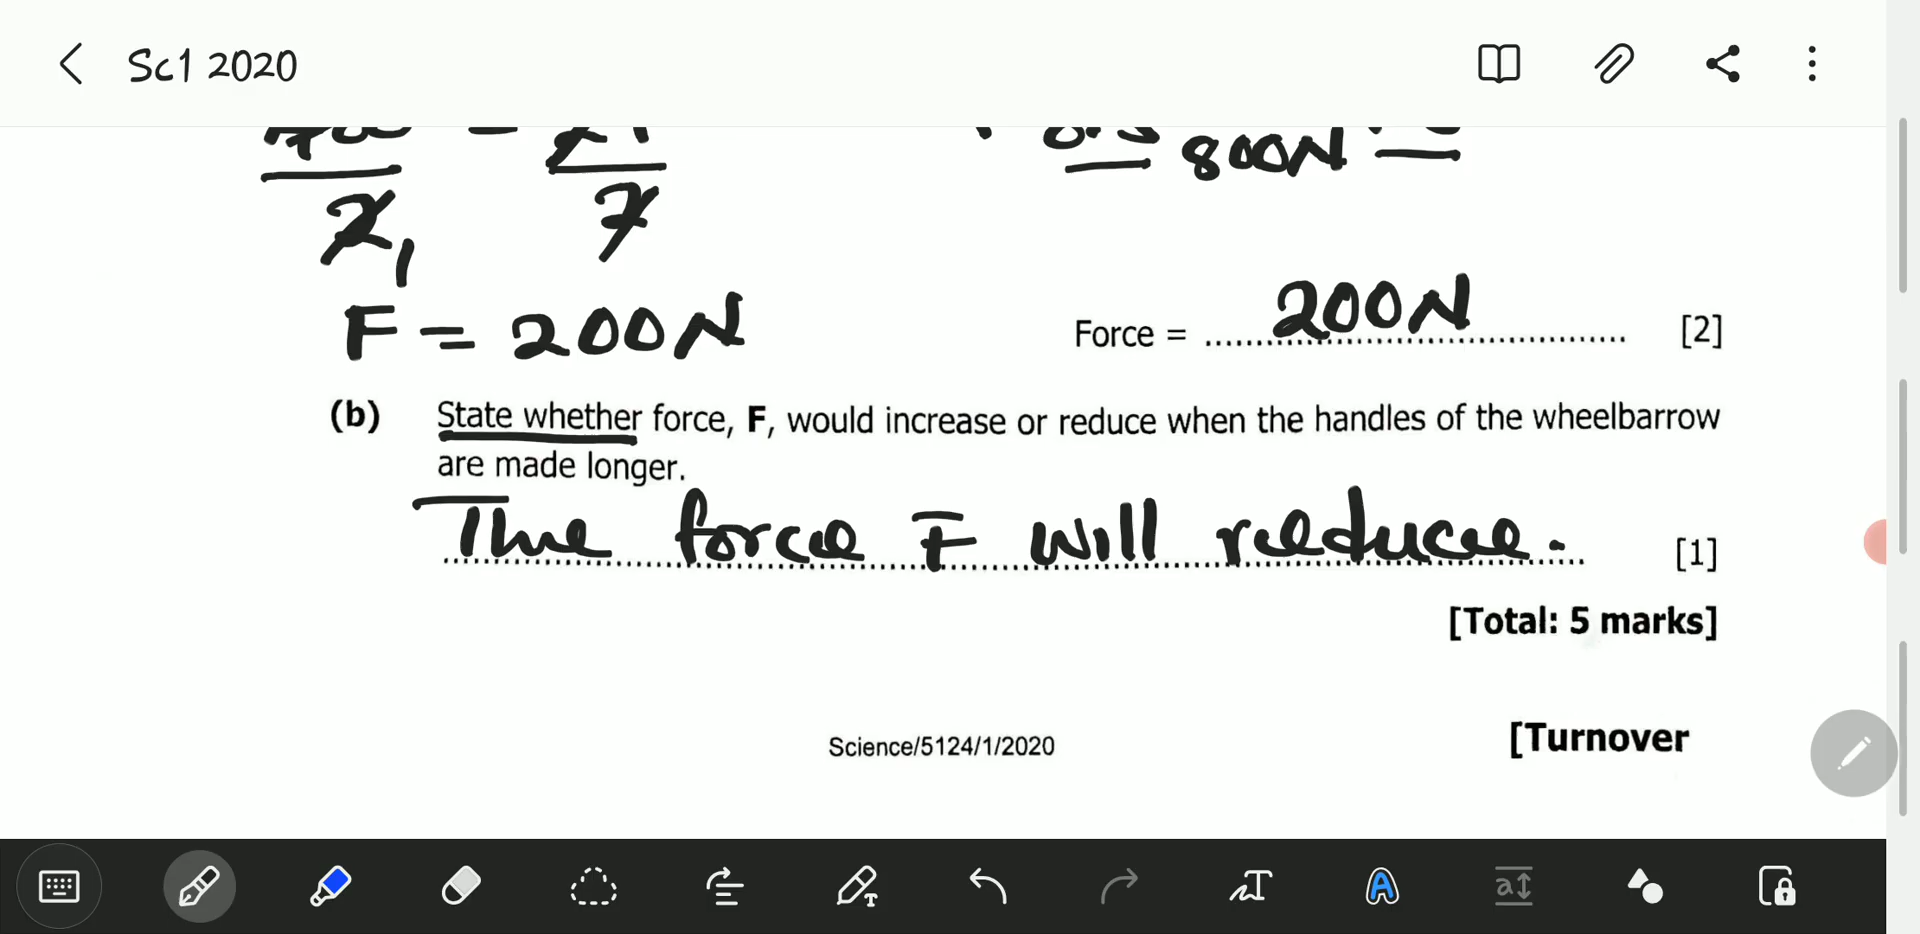 Sc1 2020
800N
7
F = 200N
Force = 200N [2]
(b) State whether force, F, would increase or reduce when the handles of the wheelbarrow
are made longer.
The force F will reduce. [1]
[Total: 5 marks]
Science/5124/1/2020
[Turnover